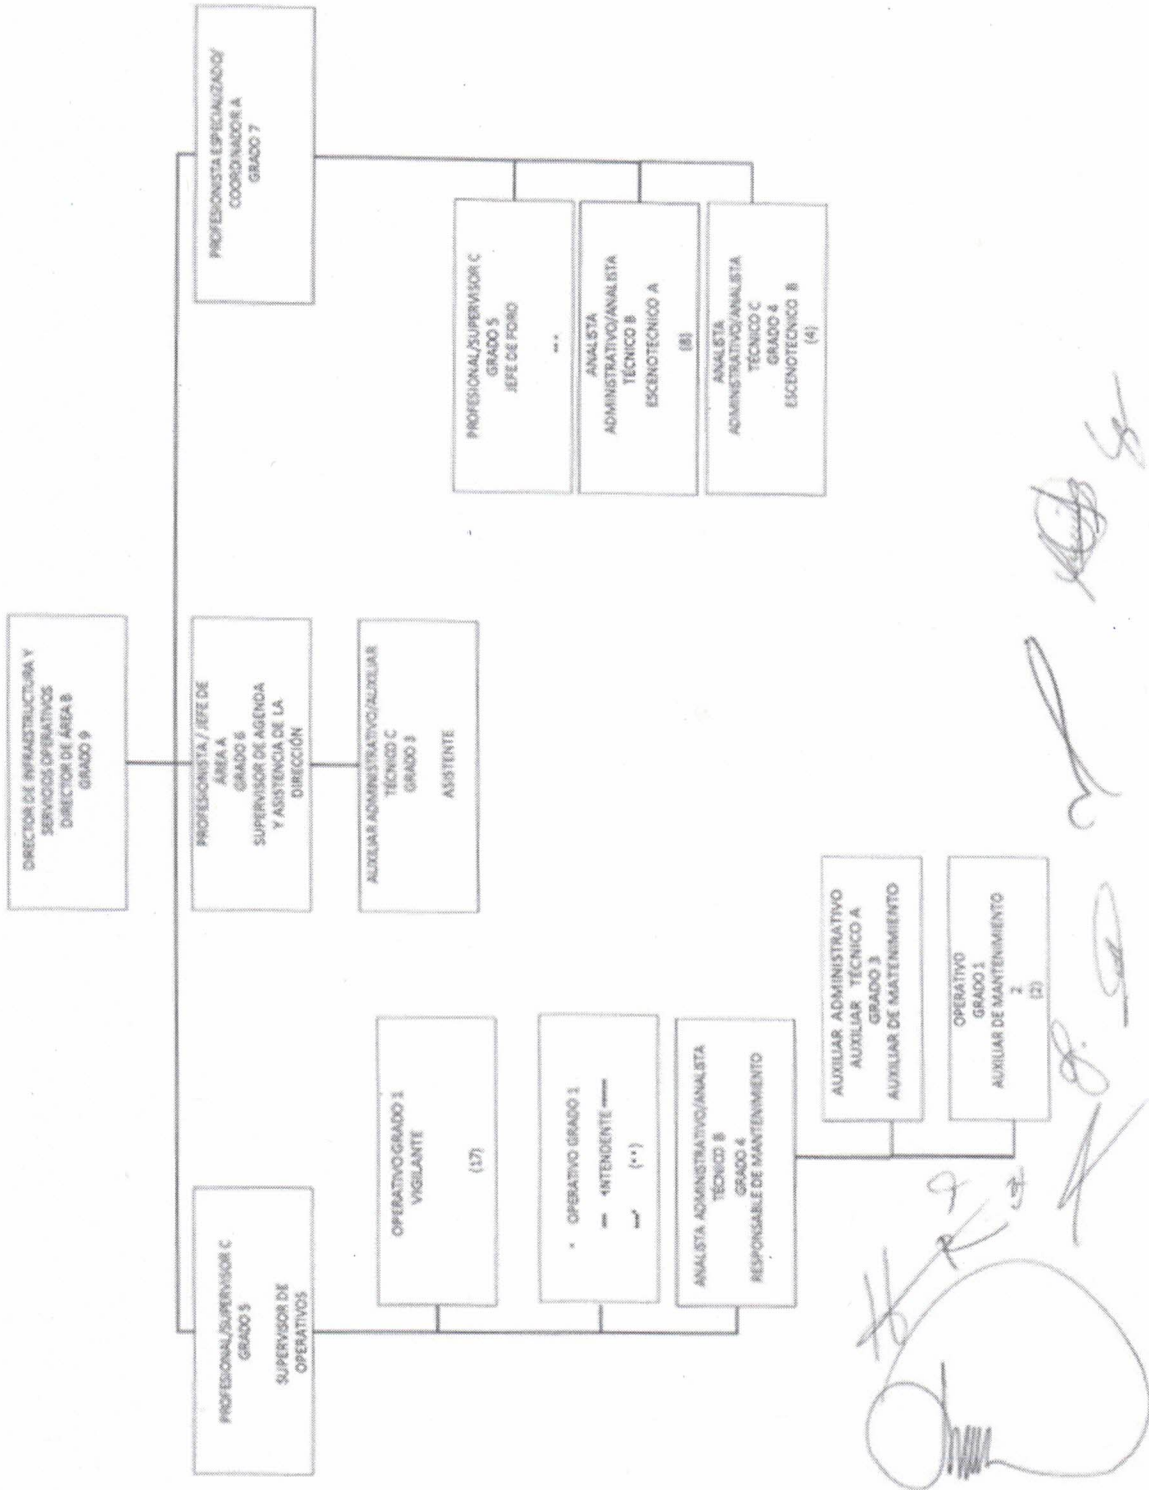 DIRECTOR DE INFRAESTRUCTURA Y
SERVICIOS OPERATIVOS
DIRECTOR DE ÁREA B
GRADO 9
PROFESIONAL/SUPERVISOR C
GRADO 5
SUPERVISOR DE
OPERATIVOS
PROFESIONISTA / JEFE DE
ÁREA A
GRADO 6
SUPERVISOR DE AGENDA
Y ASISTENCIA DE LA
DIRECCIÓN
PROFESIONISTA ESPECIALIZADO/
COORDINADOR A
GRADO 7
OPERATIVO GRADO 1
VIGILANTE
(17)
OPERATIVO GRADO 1
INTENDENTE
ANALISTA ADMINISTRATIVO/ANALISTA
TÉCNICO B
GRADO 4
RESPONSABLE DE MANTENIMIENTO
AUXILIAR ADMINISTRATIVO
AUXILIAR TÉCNICO A
GRADO 3
AUXILIAR DE MATENIMIENTO
OPERATIVO
GRADO 1
AUXILIAR DE MANTENIMIENTO
2
(2)
AUXILIAR ADMINISTRATIVO/AUXILIAR
TÉCNICO C
GRADO 3
ASISTENTE
PROFESIONAL/SUPERVISOR C
GRADO 5
JEFE DE FORO
ANALISTA
ADMINISTRATIVO/ANALISTA
TÉCNICO B
ESCENOTECNICO A
(8)
ANALISTA
ADMINISTRATIVO/ANALISTA
TÉCNICO C
GRADO 4
ESCENOTECNICO B
(4)